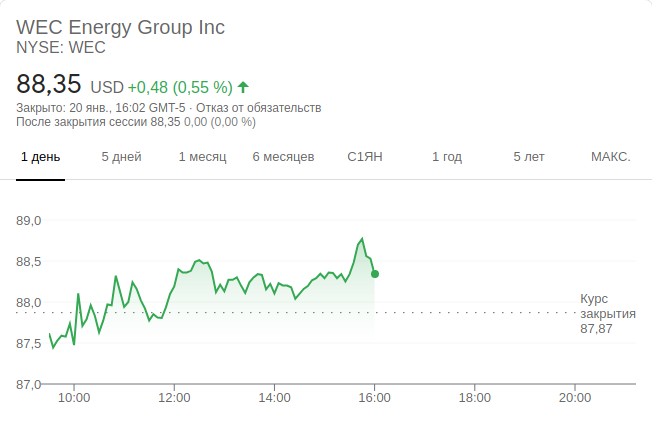 WEC Energy Group Inc
NYSE: WEC
88,35 USD +0,48 (0,55 %)
Закрыто: 20 янв., 16:02 GMT-5 · Отказ от обязательств
После закрытия сессии 88,35 0,00 (0,00 %)
1 день 5 дней 1 месяц 6 месяцев С1ЯН 1 год 5 лет МАКС.
89,0
88,5
88,0
Курс
закрытия
87,87
87,5
87,0
10:00 12:00 14:00 16:00 18:00 20:00